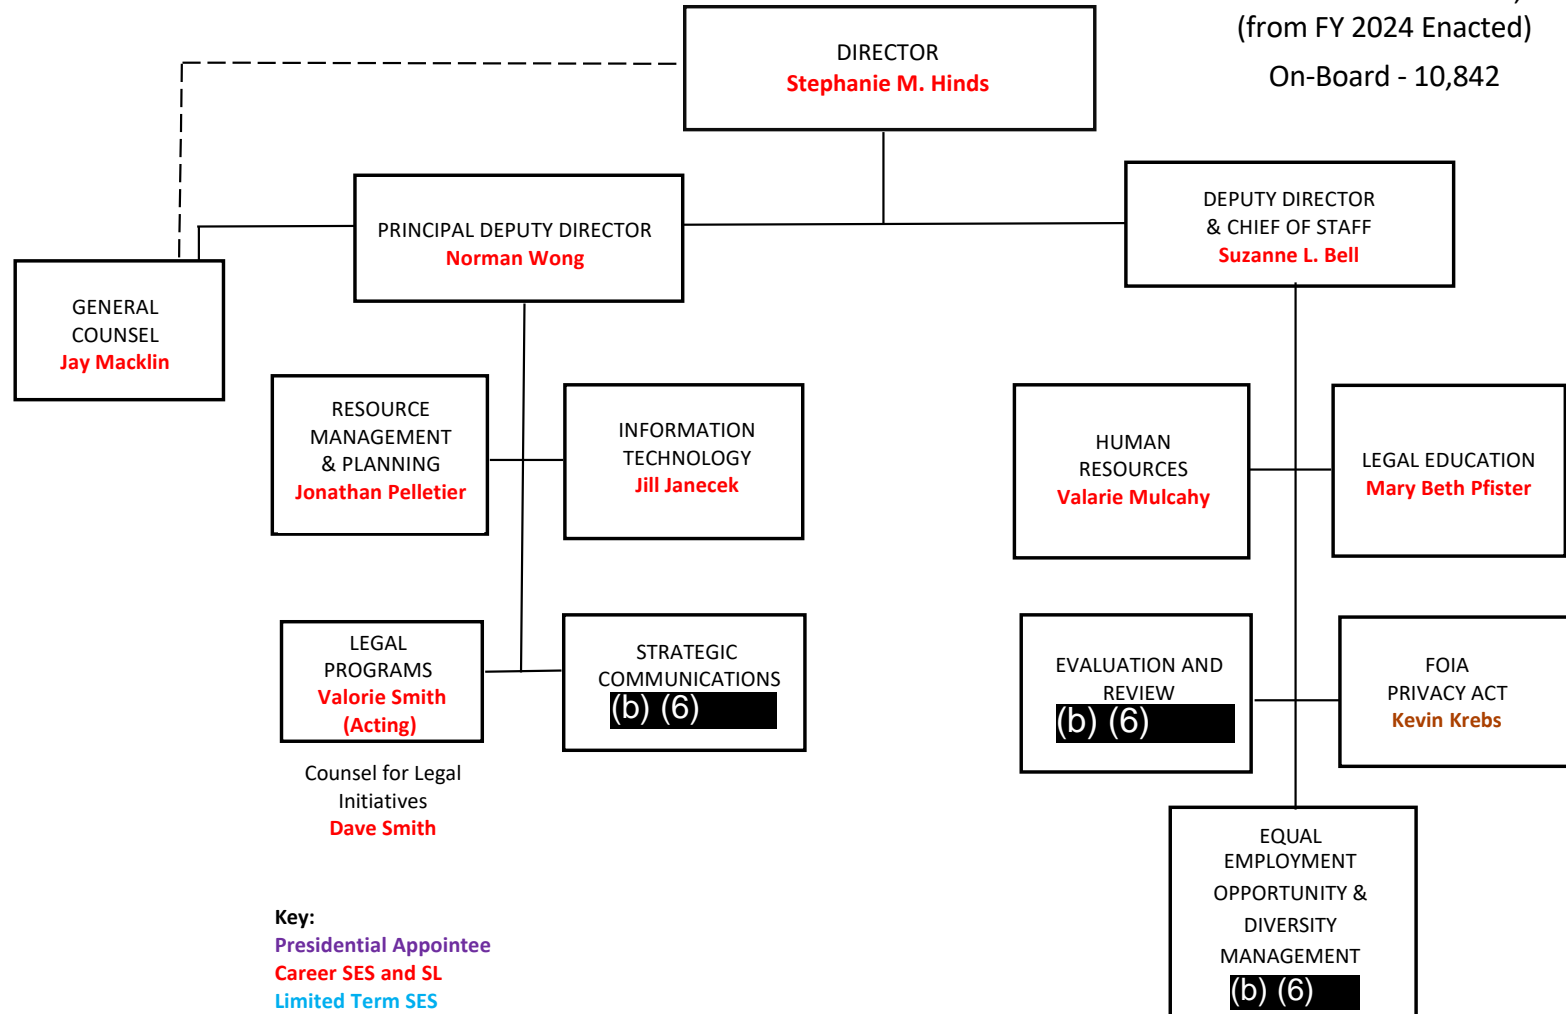 (from FY 2024 Enacted)
On-Board - 10,842
DIRECTOR
Stephanie M. Hinds
PRINCIPAL DEPUTY DIRECTOR
Norman Wong
DEPUTY DIRECTOR
& CHIEF OF STAFF
Suzanne L. Bell
GENERAL
COUNSEL
Jay Macklin
RESOURCE
MANAGEMENT
& PLANNING
Jonathan Pelletier
INFORMATION
TECHNOLOGY
Jill Janecek
HUMAN
RESOURCES
Valarie Mulcahy
LEGAL EDUCATION
Mary Beth Pfister
LEGAL
PROGRAMS
Valorie Smith
(Acting)
STRATEGIC
COMMUNICATIONS
(b) (6)
EVALUATION AND
REVIEW
(b) (6)
FOIA
PRIVACY ACT
Kevin Krebs
Counsel for Legal
Initiatives
Dave Smith
EQUAL
EMPLOYMENT
OPPORTUNITY &
DIVERSITY
MANAGEMENT
(b) (6)
Key:
Presidential Appointee
Career SES and SL
Limited Term SES